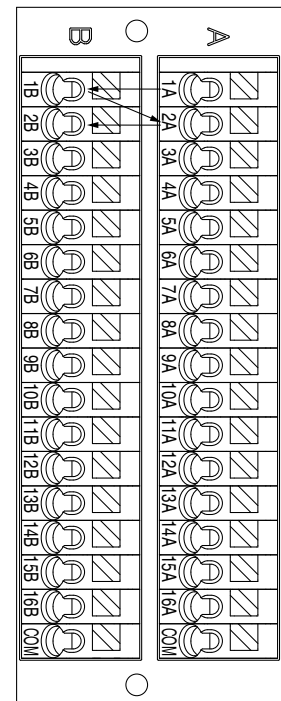 A
1A 2A 3A 4A 5A 6A 7A 8A 9A 10A 11A 12A 13A 14A 15A 16A COM
B
1B 2B 3B 4B 5B 6B 7B 8B 9B 10B 11B 12B 13B 14B 15B 16B COM